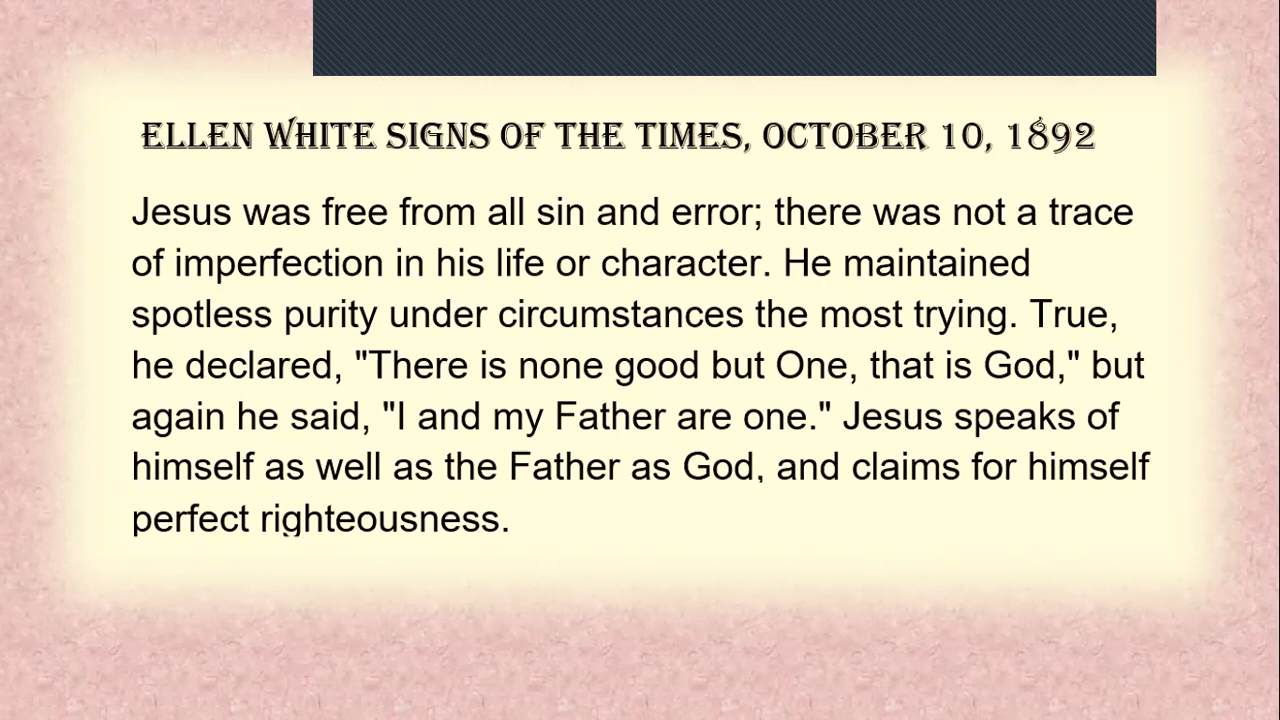 ELLEN WHITE SIGNS OF THE TIMES, OCTOBER 10, 1892
Jesus was free from all sin and error; there was not a trace
of imperfection in his life or character. He maintained
spotless purity under circumstances the most trying. True,
he declared, "There is none good but One, that is God," but
again he said, "I and my Father are one." Jesus speaks of
himself as well as the Father as God, and claims for himself
perfect righteousness.